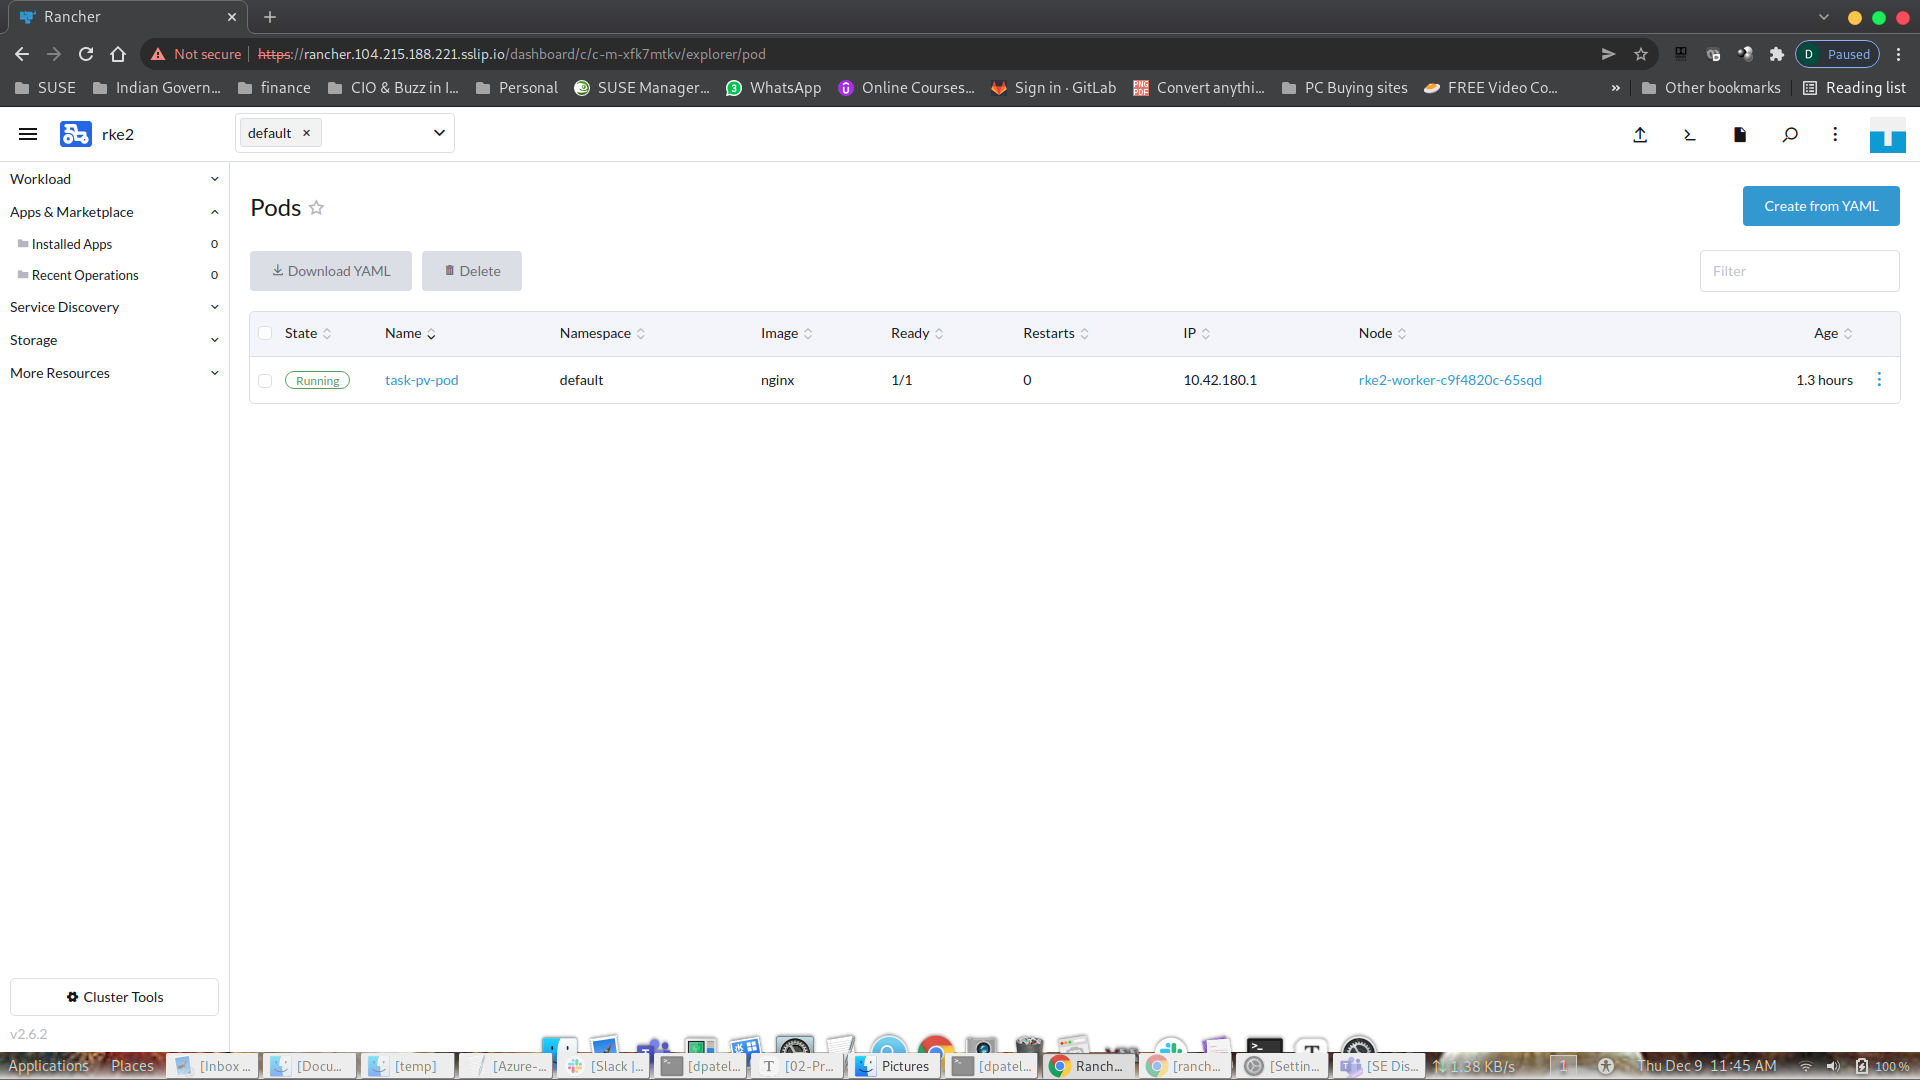 Rancher
Not secure https://rancher.104.215.188.221.sslip.io/dashboard/c/c-m-xfk7mtkv/explorer/pod
D Paused
SUSE Indian Govern... finance CIO & Buzz in I... Personal SUSE Manager... WhatsApp Online Courses... Sign in · GitLab Convert anythi... PC Buying sites FREE Video Co... » Other bookmarks Reading list
rke2 default
Workload
Apps & Marketplace
Installed Apps 0
Recent Operations 0
Service Discovery
Storage
More Resources
Pods
Create from YAML
Download YAML Delete Filter
State Name Namespace Image Ready Restarts IP Node Age
Running task-pv-pod default nginx 1/1 0 10.42.180.1 rke2-worker-c9f4820c-65sqd 1.3 hours
Cluster Tools
v2.6.2
Applications Places [Inbox ... [Docu... [temp] [Azure-... [Slack |... [dpatel... [02-Pr... Pictures [dpatel... Ranch... [ranch... [Settin... [SE Dis... 1.38 KB/s 1 Thu Dec 9 11:45 AM 100 %